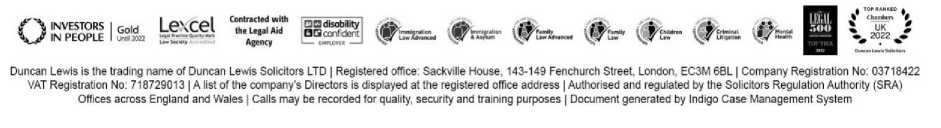 INVESTORS IN PEOPLE
Gold
Until 2022
Lexcel
Legal Practice Quality Mark
Law Society Accredited
Contracted with
the Legal Aid
Agency
disability
confident
EMPLOYER
Immigration
Law Advanced
Immigration
& Asylum
Family
Law Advanced
Family
Law
Children
Law
Criminal
Litigation
Mental
Health
LEGAL
500
TOP TIER
2022
TOP RANKED
Chambers
UK
2022
Duncan Lewis Solicitors
Duncan Lewis is the trading name of Duncan Lewis Solicitors LTD | Registered office: Sackville House, 143-149 Fenchurch Street, London, EC3M 6BL | Company Registration No: 03718422
VAT Registration No: 718729013 | A list of the company's Directors is displayed at the registered office address | Authorised and regulated by the Solicitors Regulation Authority (SRA)
Offices across England and Wales | Calls may be recorded for quality, security and training purposes | Document generated by Indigo Case Management System